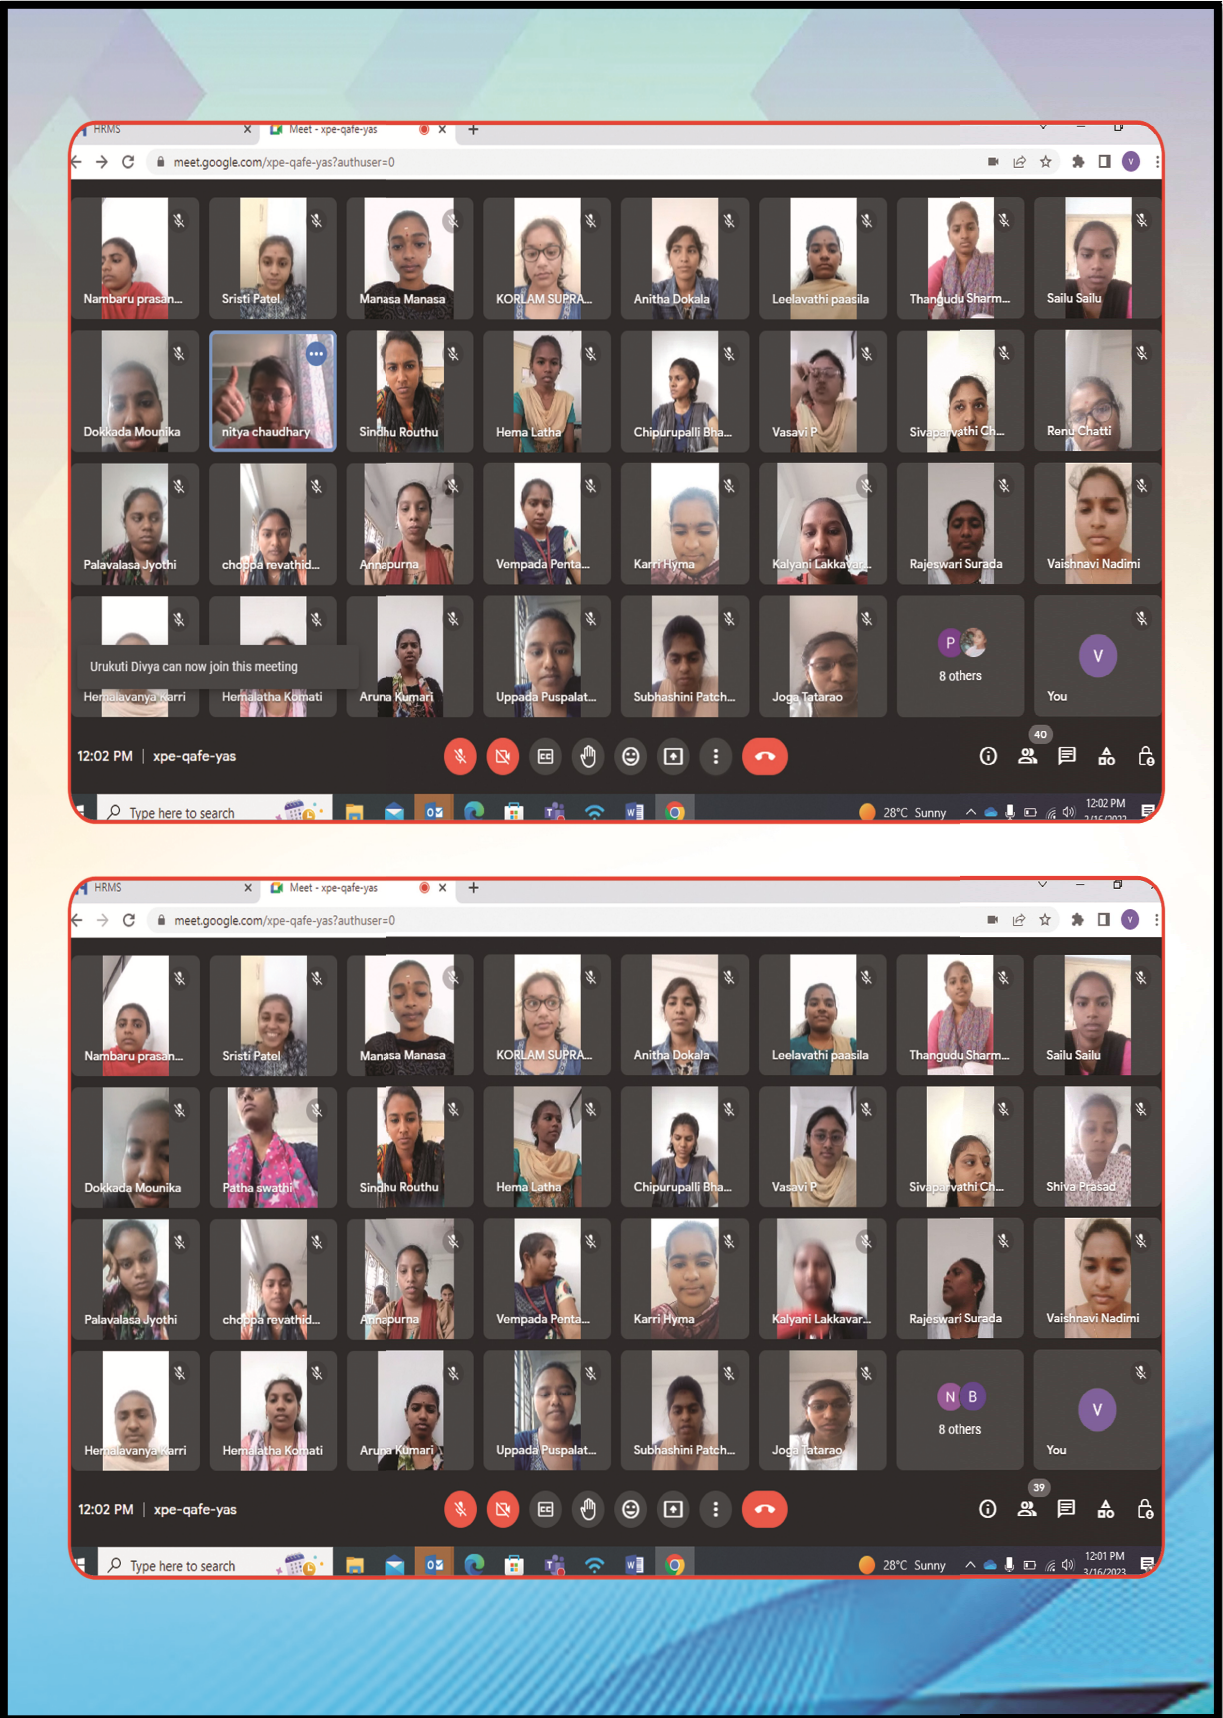 HRMS
Meet - xpe-qafe-yas
meet.google.com/xpe-qafe-yas?authuser=0
V
Nambaru prasan...
Sristi Patel
Manasa Manasa
KORLAM SUPRA...
Anitha Dokala
Leelavathi paasila
Thangudu Sharm...
Sailu Sailu
Dokkada Mounika
nitya chaudhary
Sindhu Routhu
Hema Latha
Chipurupalli Bha...
Vasavi P
Sivaparvathi Ch...
Renu Chatti
Palavalasa Jyothi
choppa revathid...
Annapurna
Vempada Penta...
Karri Hyma
Kalyani Lakkavar...
Rajeswari Surada
Vaishnavi Nadimi
Urukuti Divya can now join this meeting
Hemalavanya Karri
Hemalatha Komati
Aruna Kumari
Uppada Puspalat...
Subhashini Patch...
Joga Tatarao
P
8 others
V
You
12:02 PM | xpe-qafe-yas
CC
40
Type here to search
28°C Sunny
12:02 PM
HRMS
Meet - xpe-qafe-yas
meet.google.com/xpe-qafe-yas?authuser=0
V
Nambaru prasan...
Sristi Patel
Manasa Manasa
KORLAM SUPRA...
Anitha Dokala
Leelavathi paasila
Thangudu Sharm...
Sailu Sailu
Dokkada Mounika
Patha swathi
Sindhu Routhu
Hema Latha
Chipurupalli Bha...
Vasavi P
Sivaparvathi Ch...
Shiva Prasad
Palavalasa Jyothi
choppa revathid...
Annapurna
Vempada Penta...
Karri Hyma
Kalyani Lakkavar...
Rajeswari Surada
Vaishnavi Nadimi
Hemalavanya Karri
Hemalatha Komati
Aruna Kumari
Uppada Puspalat...
Subhashini Patch...
Joga Tatarao
N B
8 others
V
You
12:02 PM | xpe-qafe-yas
CC
39
Type here to search
28°C Sunny
12:01 PM
3/16/2023